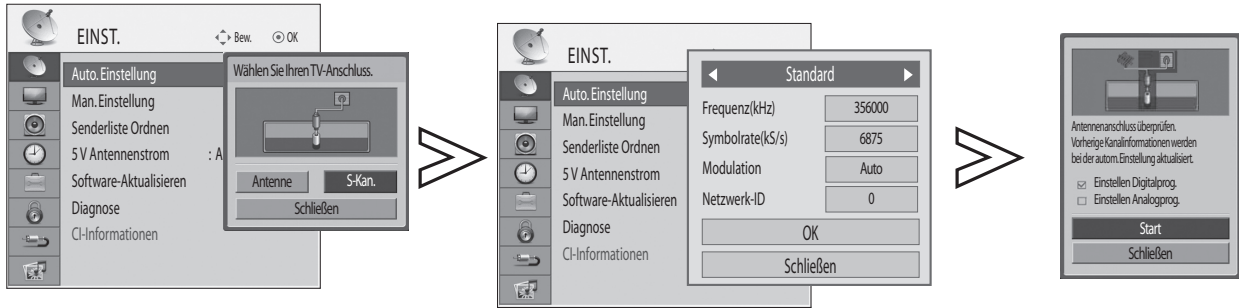 EINST.
Bew.
OK
Auto. Einstellung
Man. Einstellung
Senderliste Ordnen
5 V Antennenstrom : A
Software-Aktualisieren
Diagnose
CI-Informationen
Wählen Sie Ihren TV-Anschluss.
Antenne
S-Kan.
Schließen
EINST.
Auto. Einstellung
Man. Einstellung
Senderliste Ordnen
5 V Antennenstrom
Software-Aktualisieren
Diagnose
CI-Informationen
Standard
Frequenz(kHz) 356000
Symbolrate(kS/s) 6875
Modulation Auto
Netzwerk-ID 0
OK
Schließen
Antennenanschluss überprüfen.
Vorherige Kanalinformationen werden
bei der autom. Einstellung aktualisiert.
Einstellen Digitalprog.
Einstellen Analogprog.
Start
Schließen